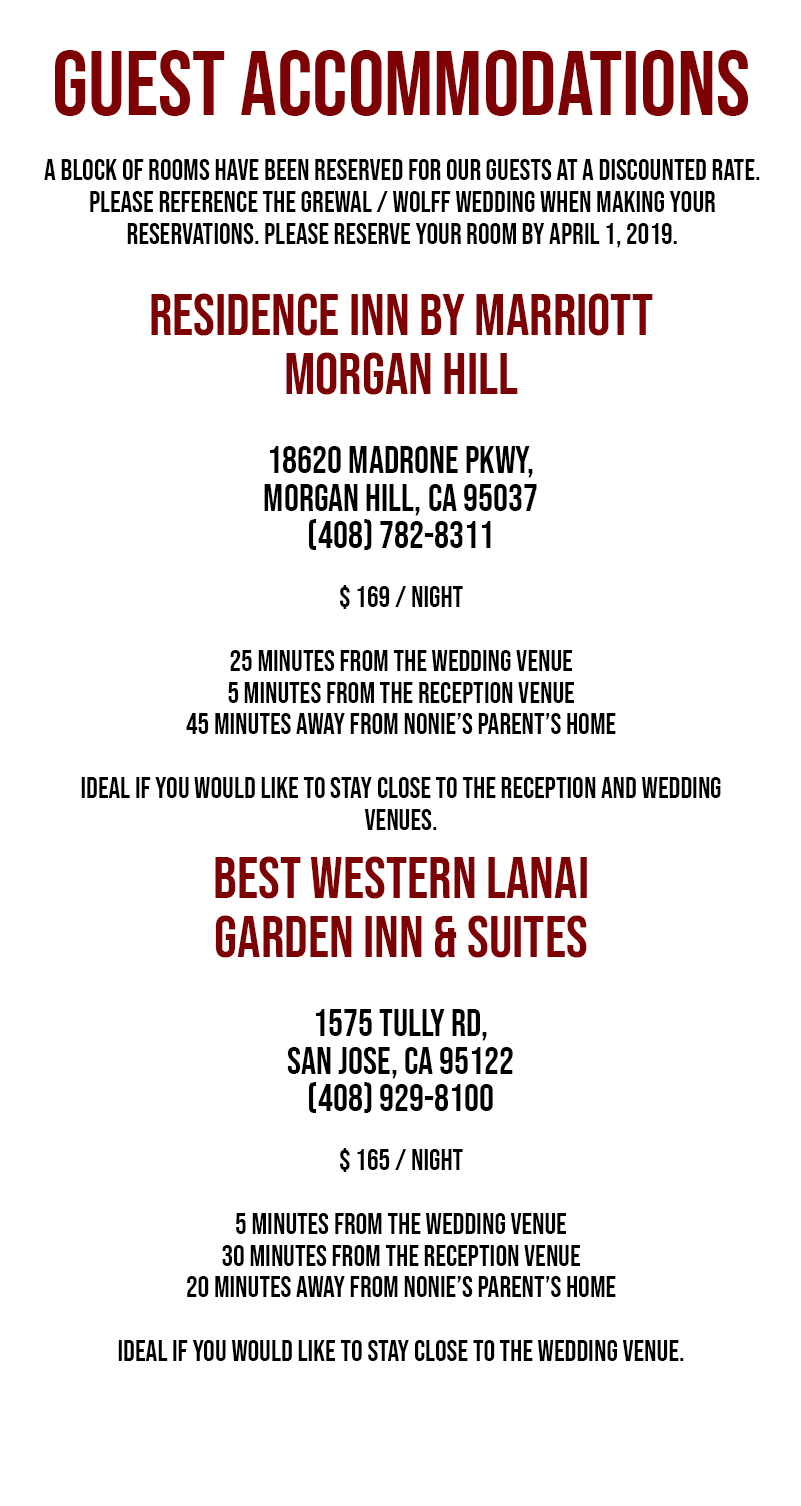 GUEST ACCOMMODATIONS
A BLOCK OF ROOMS HAVE BEEN RESERVED FOR OUR GUESTS AT A DISCOUNTED RATE.
PLEASE REFERENCE THE GREWAL / WOLFF WEDDING WHEN MAKING YOUR
RESERVATIONS. PLEASE RESERVE YOUR ROOM BY APRIL 1, 2019.
RESIDENCE INN BY MARRIOTT
MORGAN HILL
18620 MADRONE PKWY,
MORGAN HILL, CA 95037
(408) 782-8311
$ 169 / NIGHT
25 MINUTES FROM THE WEDDING VENUE
5 MINUTES FROM THE RECEPTION VENUE
45 MINUTES AWAY FROM NONIE’S PARENT’S HOME
IDEAL IF YOU WOULD LIKE TO STAY CLOSE TO THE RECEPTION AND WEDDING
VENUES.
BEST WESTERN LANAI
GARDEN INN & SUITES
1575 TULLY RD,
SAN JOSE, CA 95122
(408) 929-8100
$ 165 / NIGHT
5 MINUTES FROM THE WEDDING VENUE
30 MINUTES FROM THE RECEPTION VENUE
20 MINUTES AWAY FROM NONIE’S PARENT’S HOME
IDEAL IF YOU WOULD LIKE TO STAY CLOSE TO THE WEDDING VENUE.